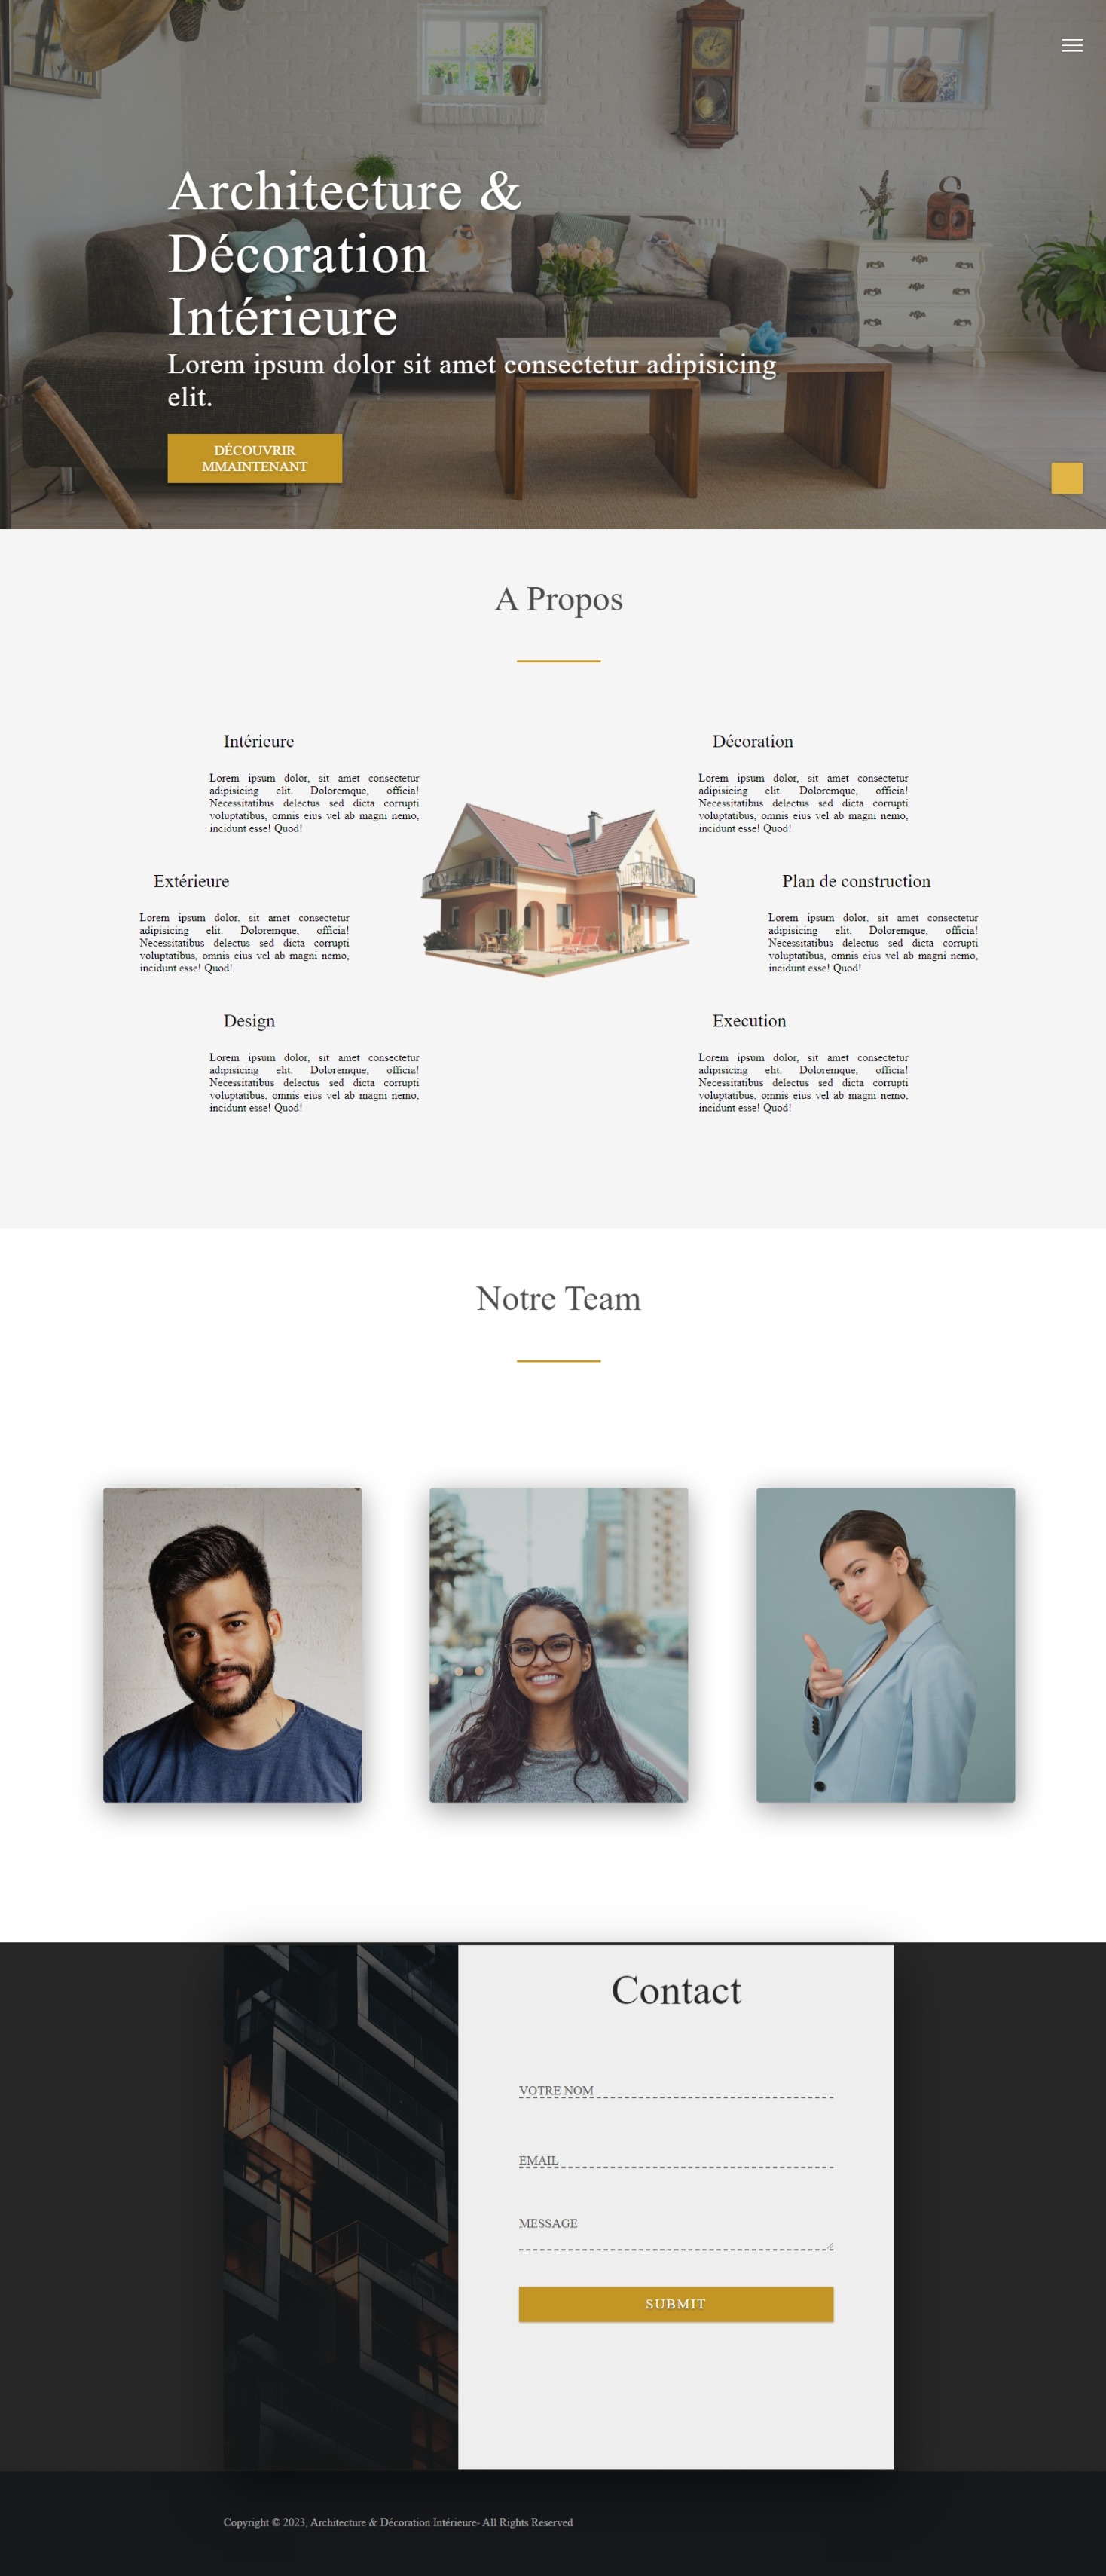 Architecture &
Décoration
Intérieure
Lorem ipsum dolor sit amet consectetur adipisicing
elit.
DÉCOUVRIR
MMAINTENANT
A Propos
Intérieure
Lorem ipsum dolor, sit amet consectetur
adipisicing elit. Doloremque, officia!
Necessitatibus delectus sed dicta corrupti
voluptatibus, omnis eius vel ab magni nemo,
incidunt esse! Quod!
Décoration
Lorem ipsum dolor, sit amet consectetur
adipisicing elit. Doloremque, officia!
Necessitatibus delectus sed dicta corrupti
voluptatibus, omnis eius vel ab magni nemo,
incidunt esse! Quod!
Extérieure
Lorem ipsum dolor, sit amet consectetur
adipisicing elit. Doloremque, officia!
Necessitatibus delectus sed dicta corrupti
voluptatibus, omnis eius vel ab magni nemo,
incidunt esse! Quod!
Plan de construction
Lorem ipsum dolor, sit amet consectetur
adipisicing elit. Doloremque, officia!
Necessitatibus delectus sed dicta corrupti
voluptatibus, omnis eius vel ab magni nemo,
incidunt esse! Quod!
Design
Lorem ipsum dolor, sit amet consectetur
adipisicing elit. Doloremque, officia!
Necessitatibus delectus sed dicta corrupti
voluptatibus, omnis eius vel ab magni nemo,
incidunt esse! Quod!
Execution
Lorem ipsum dolor, sit amet consectetur
adipisicing elit. Doloremque, officia!
Necessitatibus delectus sed dicta corrupti
voluptatibus, omnis eius vel ab magni nemo,
incidunt esse! Quod!
Notre Team
Contact
VOTRE NOM
EMAIL
MESSAGE
SUBMIT
Copyright © 2023, Architecture & Décoration Intérieure- All Rights Reserved